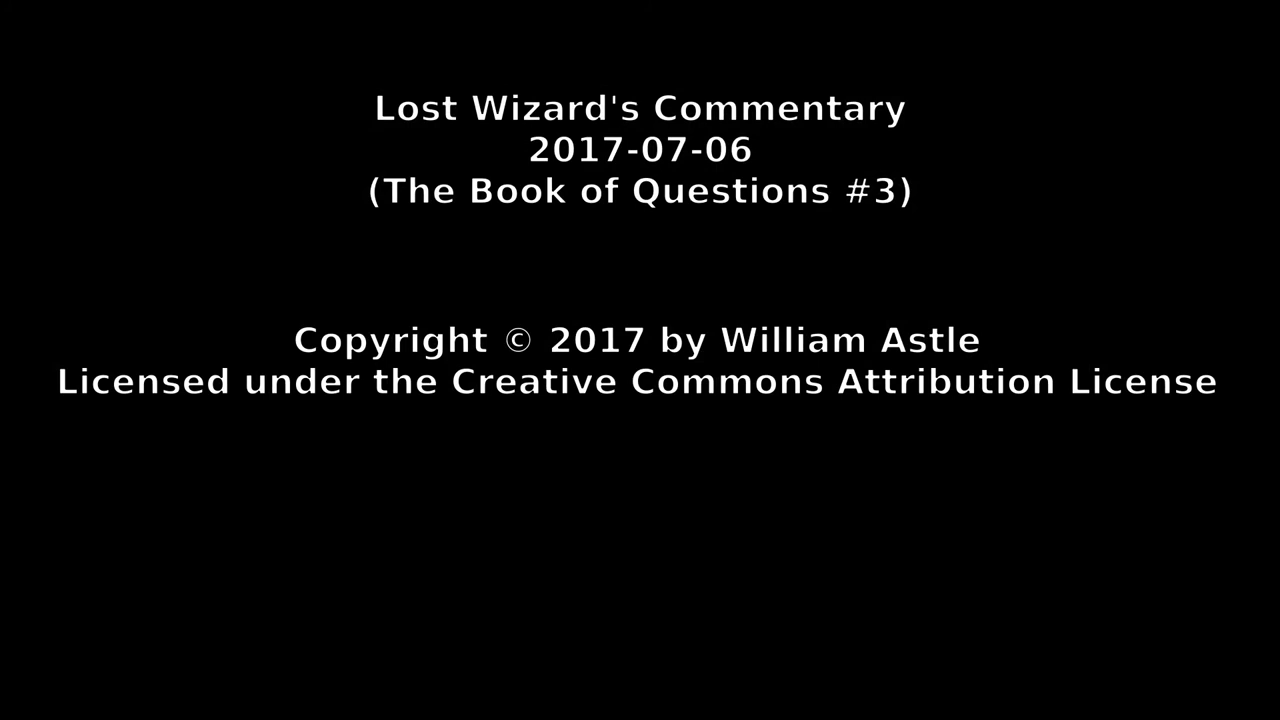 Lost Wizard's Commentary
2017-07-06
(The Book of Questions #3)
Copyright © 2017 by William Astle
Licensed under the Creative Commons Attribution License